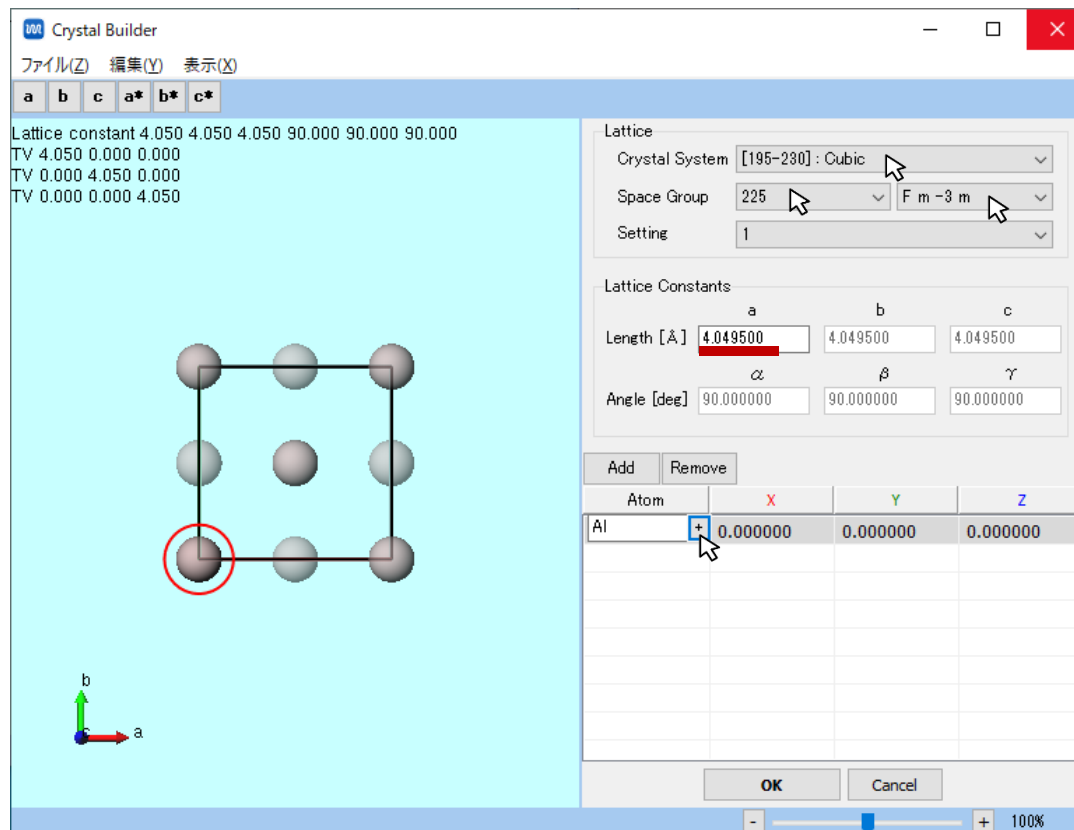 Crystal Builder
ファイル(Z) 編集(Y) 表示(X)
a b c a* b* c*
Lattice constant 4.050 4.050 4.050 90.000 90.000 90.000
TV 4.050 0.000 0.000
TV 0.000 4.050 0.000
TV 0.000 0.000 4.050
Lattice
Crystal System [195-230] : Cubic
Space Group 225 F m -3 m
Setting 1
Lattice Constants
a b c
Length [Å] 4.049500 4.049500 4.049500
α β γ
Angle [deg] 90.000000 90.000000 90.000000
Add Remove
Atom X Y Z
Al + 0.000000 0.000000 0.000000
b
c a
OK Cancel
- + 100%